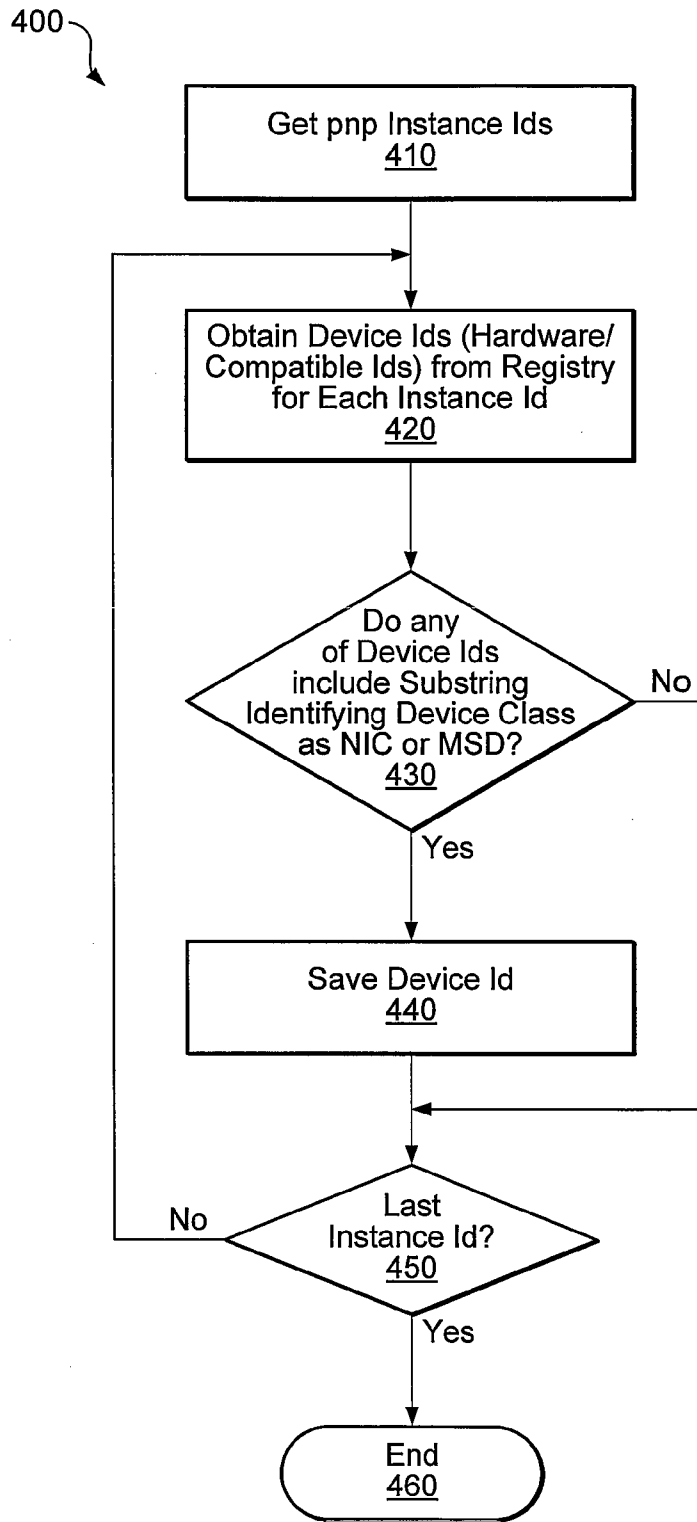 400
Get pnp Instance Ids
410
Obtain Device Ids (Hardware/
Compatible Ids) from Registry
for Each Instance Id
420
Do any
of Device Ids
include Substring
Identifying Device Class
as NIC or MSD?
430
No
Yes
Save Device Id
440
Last
Instance Id?
450
No
Yes
End
460